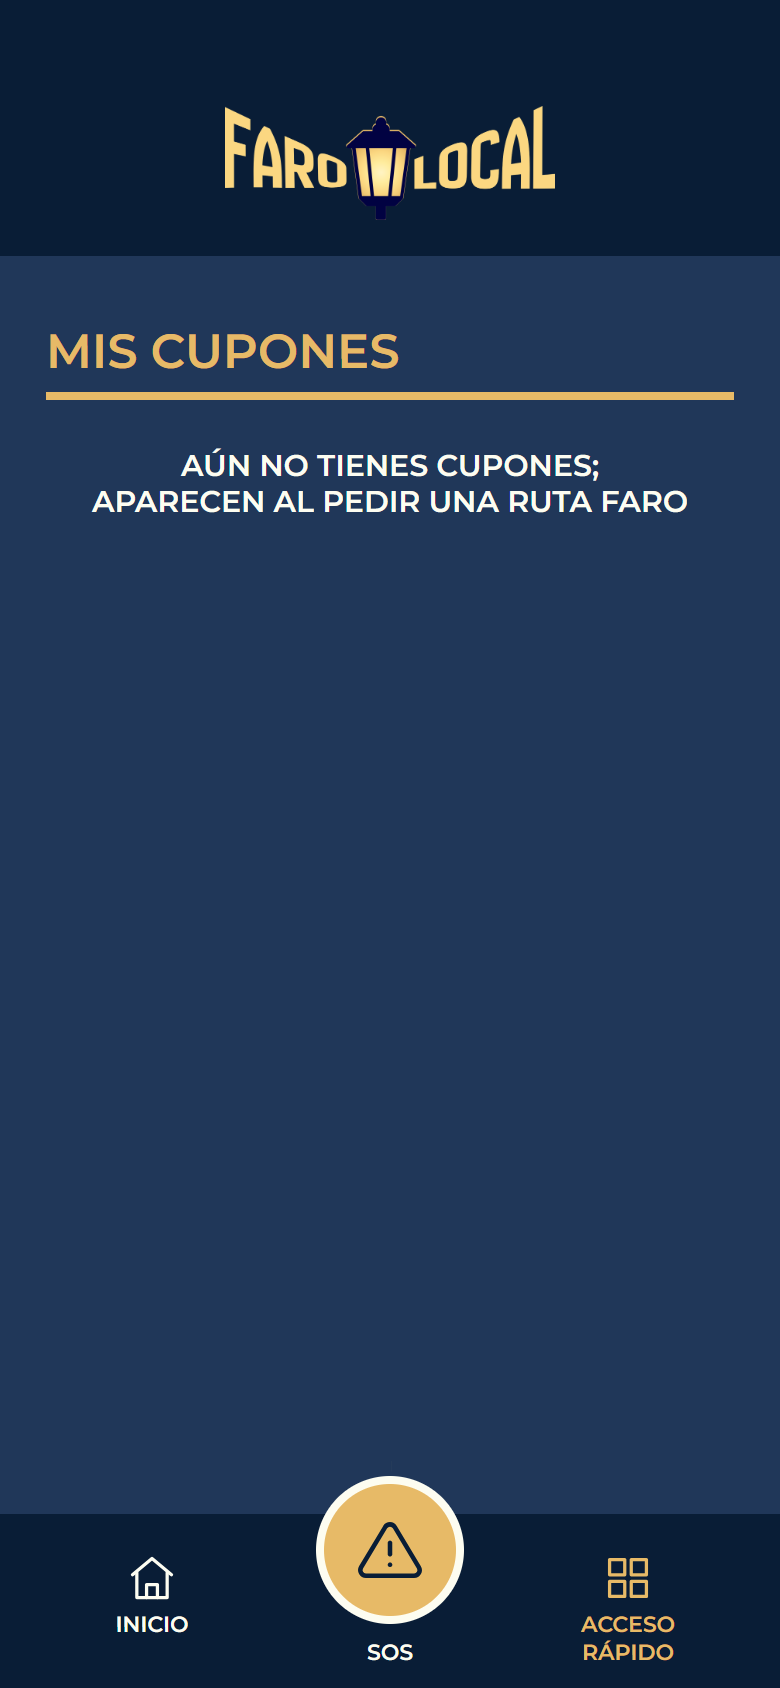 FARO LOCAL
MIS CUPONES
AÚN NO TIENES CUPONES;
APARECEN AL PEDIR UNA RUTA FARO
INICIO
SOS
ACCESO
RÁPIDO